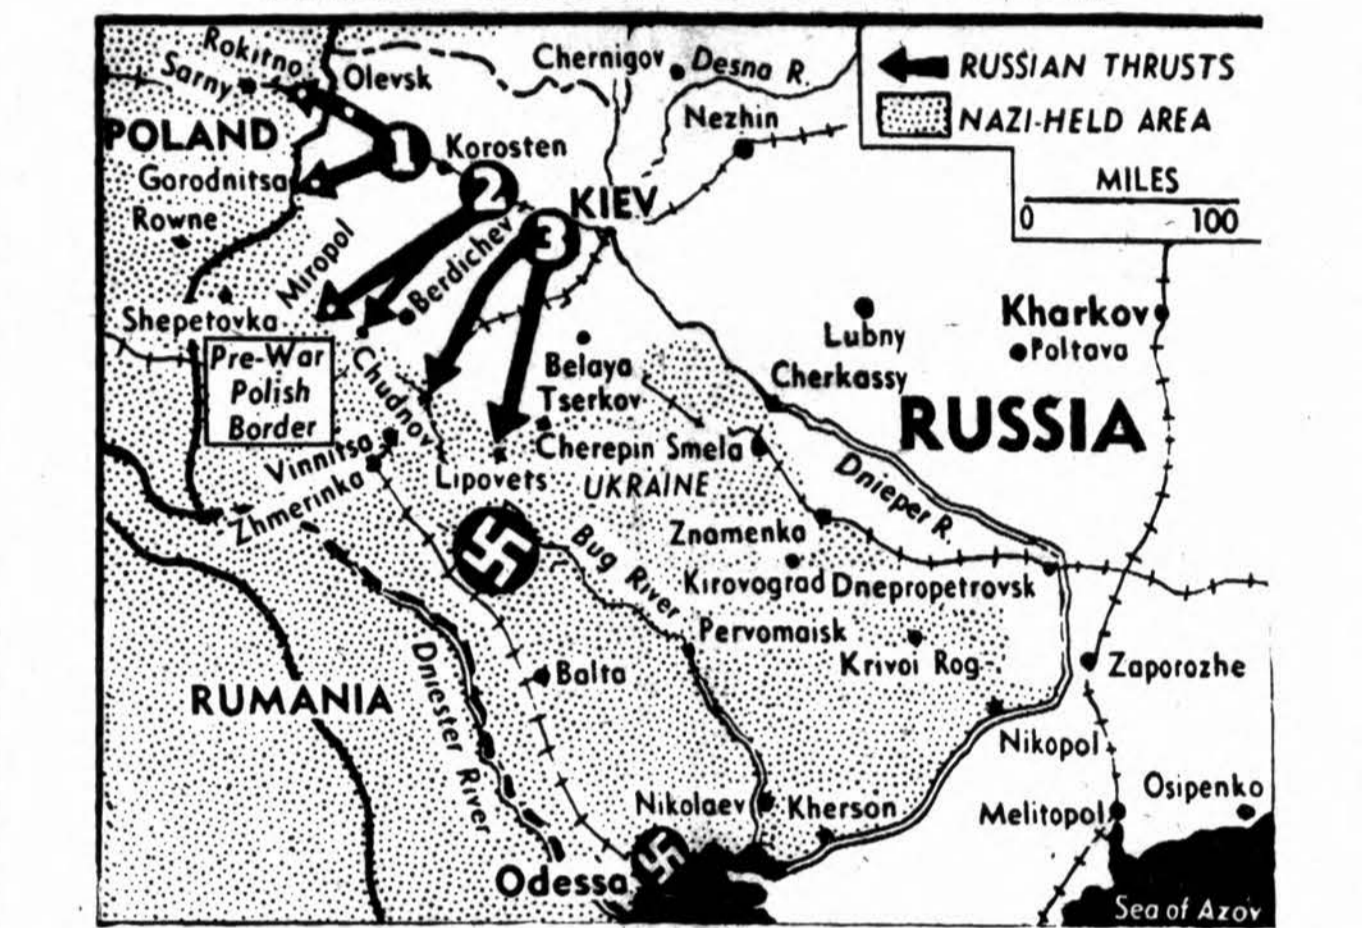 Rokitno
Sarny
Olevsk
Chernigov
Desna R.
RUSSIAN THRUSTS
NAZI-HELD AREA
Nezhin
POLAND
1
Korosten
MILES
0 100
Gorodnitsa
2
KIEV
Rowne
3
Miropol
Berdichev
Shepetovka
Lubny
Kharkov
Poltava
Pre-War
Polish
Border
Chudnov
Belaya
Tserkov
Cherkassy
RUSSIA
Vinnitsa
Cherepin
Smela
Zhmerinka
Lipovets
UKRAINE
Dnieper R.
Znamenka
Bug River
Kirovograd
Dnepropetrovsk
Pervomaisk
Krivoi Rog
Zaporozhe
Balta
RUMANIA
Dniester River
Nikopol
Nikolaev
Kherson
Melitopol
Osipenko
Odessa
Sea of Azov